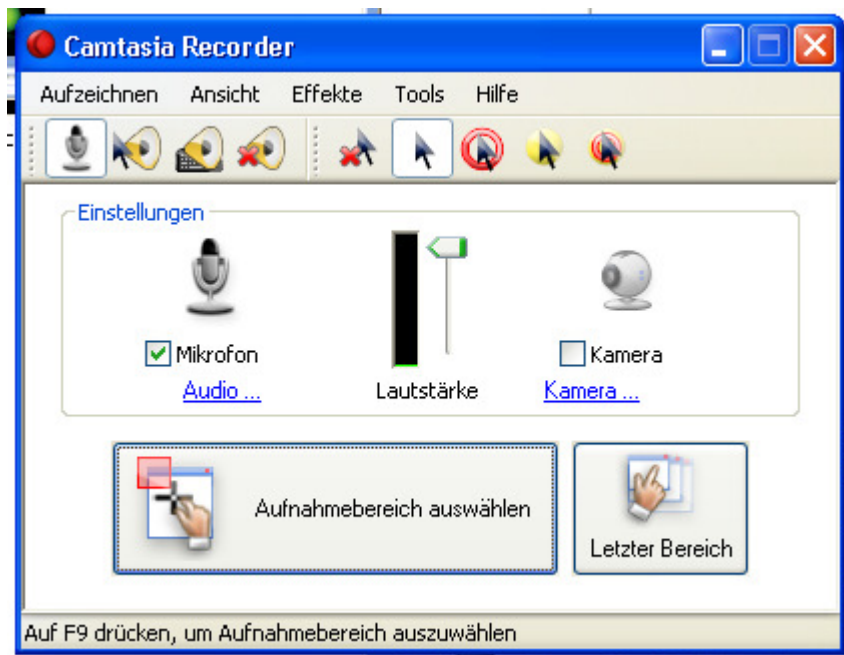 Camtasia Recorder
Aufzeichnen Ansicht Effekte Tools Hilfe
Einstellungen
Mikrofon
Kamera
Audio ...
Lautstärke
Kamera ...
Aufnahmebereich auswählen
Letzter Bereich
Auf F9 drücken, um Aufnahmebereich auszuwählen